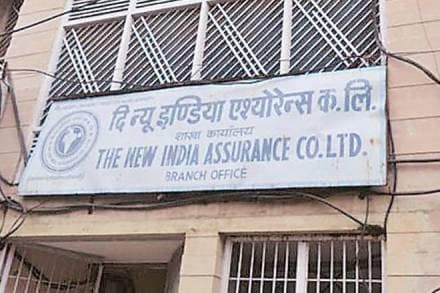 दि न्यू इण्डिया एश्योरेन्स क. लि.
शाखा कार्यालय
THE NEW INDIA ASSURANCE CO. LTD.
BRANCH OFFICE